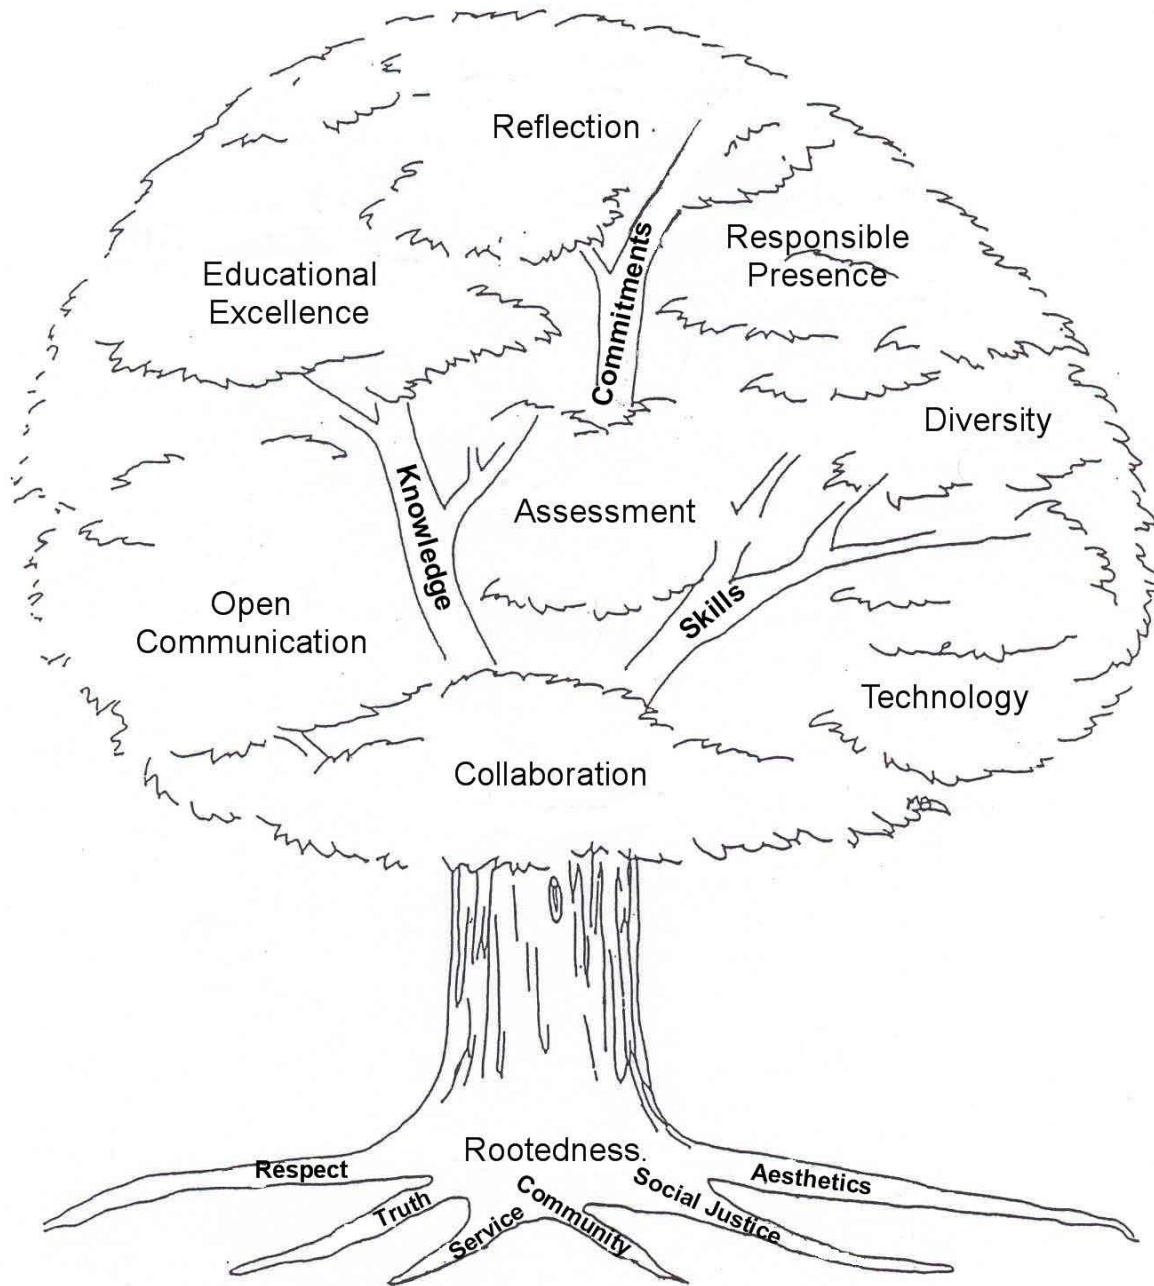 Reflection
Responsible
Presence
Educational
Excellence
Commitments
Diversity
Knowledge
Assessment
Skills
Open
Communication
Technology
Collaboration
Rootedness.
Respect
Truth
Service
Community
Social Justice
Aesthetics